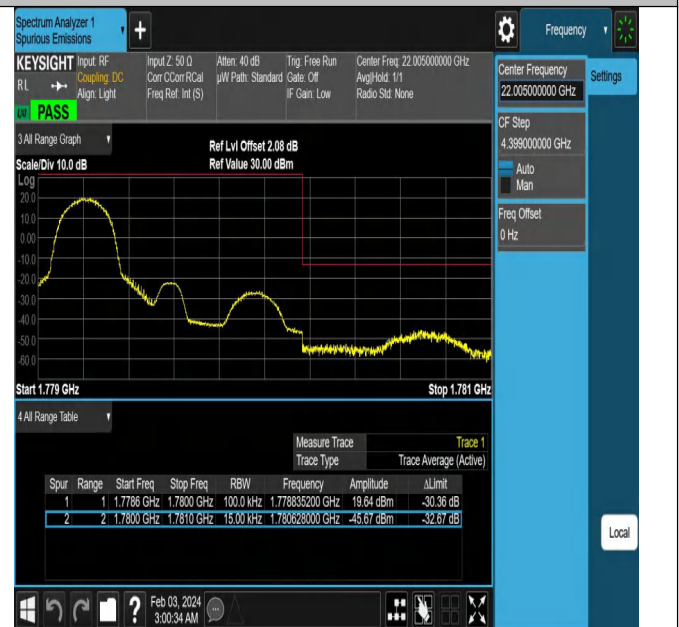 Spectrum Analyzer 1
Spurious Emissions
+
Frequency
KEYSIGHT
RL
Input: RF
Coupling: DC
Align: Light
Input Z: 50 Ω
Corr CCorr RCal
Freq Ref: Int (S)
Atten: 40 dB
µW Path: Standard
Trig: Free Run
Gate: Off
IF Gain: Low
Center Freq: 22.005000000 GHz
Avg|Hold: 1/1
Radio Std: None
PASS
Center Frequency
22.005000000 GHz
Settings
CF Step
4.399000000 GHz
Auto
Man
Freq Offset
0 Hz
3 All Range Graph
Scale/Div 10.0 dB
Ref Lvl Offset 2.08 dB
Ref Value 30.00 dBm
Log
20.0
10.0
0.00
-10.0
-20.0
-30.0
-40.0
-50.0
-60.0
Start 1.779 GHz
Stop 1.781 GHz
4 All Range Table
Measure Trace Trace 1
Trace Type Trace Average (Active)
Spur Range Start Freq Stop Freq RBW Frequency Amplitude ΔLimit
1 1 1.7786 GHz 1.7800 GHz 100.0 kHz 1.778835200 GHz 19.64 dBm -30.36 dB
2 2 1.7800 GHz 1.7810 GHz 15.00 kHz 1.780628000 GHz -45.67 dBm -32.67 dB
Local
?
Feb 03, 2024
3:00:34 AM